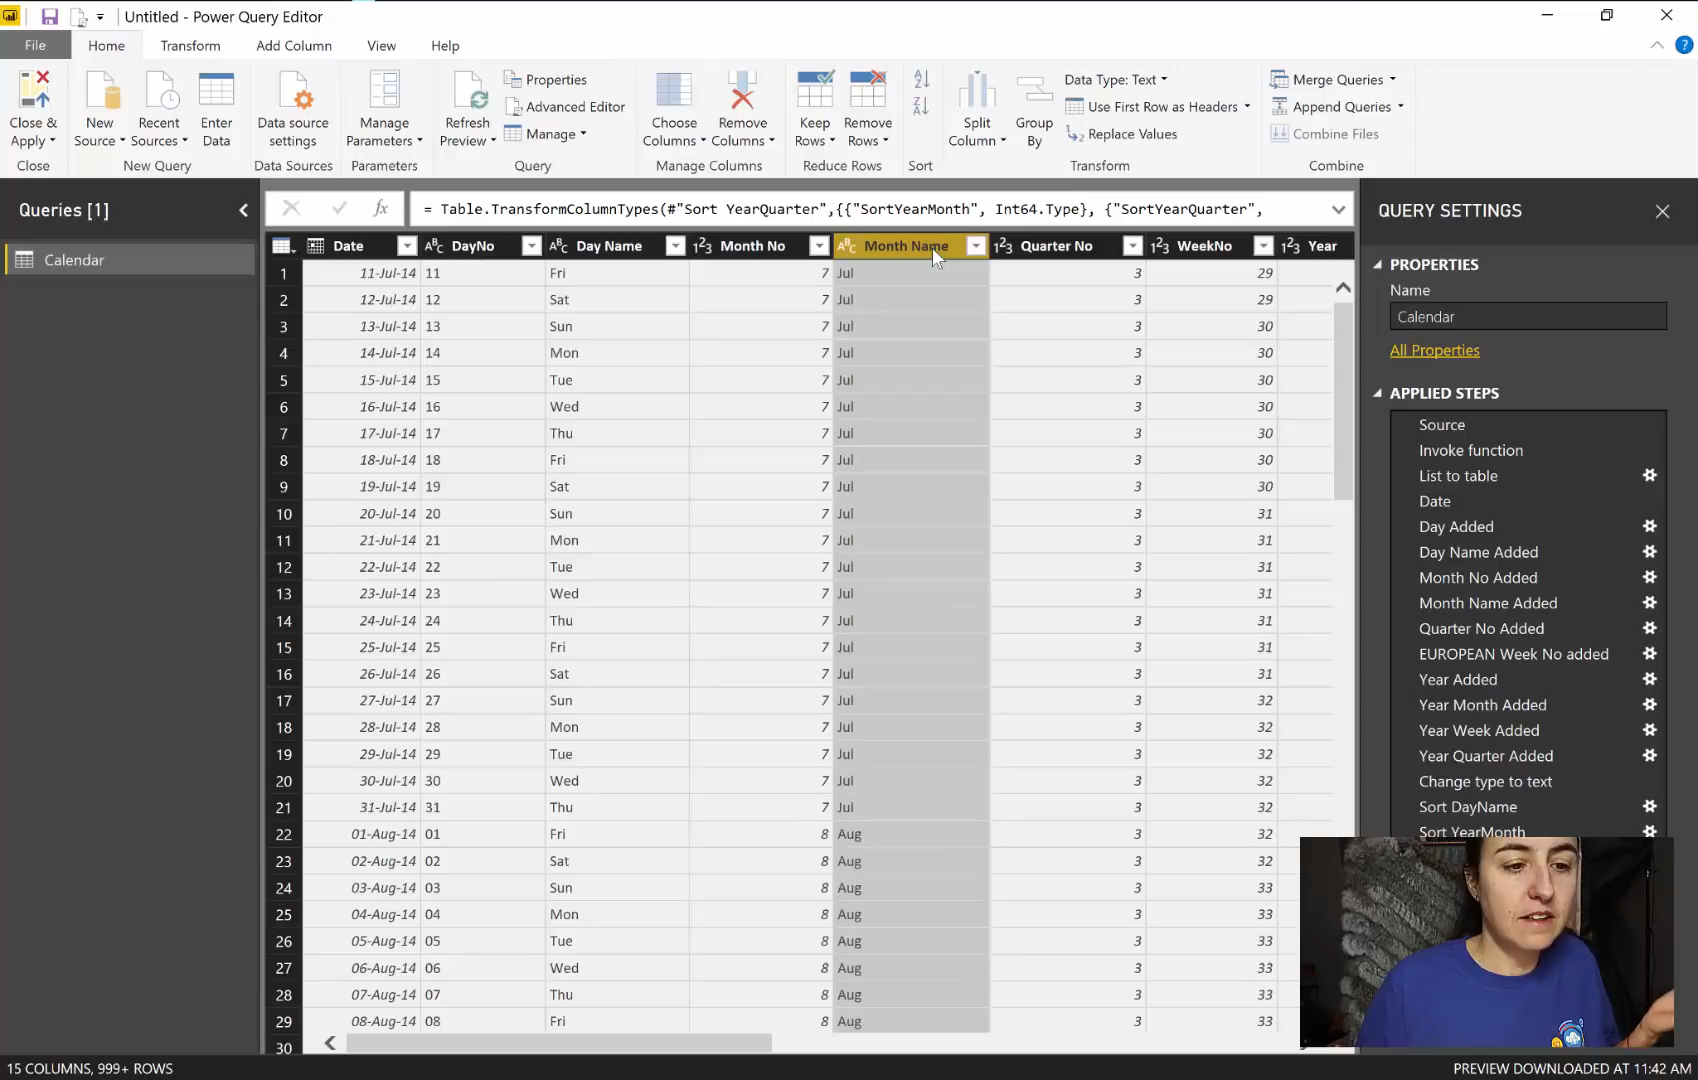 Untitled - Power Query Editor
File Home Transform Add Column View Help
Close & Apply
New Source
Recent Sources
Enter Data
Data source settings
Manage Parameters
Refresh Preview
Properties
Advanced Editor
Manage
Choose Columns
Remove Columns
Keep Rows
Remove Rows
Split Column
Group By
Data Type: Text
Use First Row as Headers
Replace Values
Merge Queries
Append Queries
Combine Files
Close New Query Data Sources Parameters Query Manage Columns Reduce Rows Sort Transform Combine
Queries [1]
Calendar
fx = Table.TransformColumnTypes(#"Sort YearQuarter",{{"SortYearMonth", Int64.Type}, {"SortYearQuarter",
Date DayNo Day Name Month No Month Name Quarter No WeekNo Year
1 11-Jul-14 11 Fri 7 Jul 3 29
2 12-Jul-14 12 Sat 7 Jul 3 29
3 13-Jul-14 13 Sun 7 Jul 3 30
4 14-Jul-14 14 Mon 7 Jul 3 30
5 15-Jul-14 15 Tue 7 Jul 3 30
6 16-Jul-14 16 Wed 7 Jul 3 30
7 17-Jul-14 17 Thu 7 Jul 3 30
8 18-Jul-14 18 Fri 7 Jul 3 30
9 19-Jul-14 19 Sat 7 Jul 3 30
10 20-Jul-14 20 Sun 7 Jul 3 31
11 21-Jul-14 21 Mon 7 Jul 3 31
12 22-Jul-14 22 Tue 7 Jul 3 31
13 23-Jul-14 23 Wed 7 Jul 3 31
14 24-Jul-14 24 Thu 7 Jul 3 31
15 25-Jul-14 25 Fri 7 Jul 3 31
16 26-Jul-14 26 Sat 7 Jul 3 31
17 27-Jul-14 27 Sun 7 Jul 3 32
18 28-Jul-14 28 Mon 7 Jul 3 32
19 29-Jul-14 29 Tue 7 Jul 3 32
20 30-Jul-14 30 Wed 7 Jul 3 32
21 31-Jul-14 31 Thu 7 Jul 3 32
22 01-Aug-14 01 Fri 8 Aug 3 32
23 02-Aug-14 02 Sat 8 Aug 3 32
24 03-Aug-14 03 Sun 8 Aug 3 33
25 04-Aug-14 04 Mon 8 Aug 3 33
26 05-Aug-14 05 Tue 8 Aug 3 33
27 06-Aug-14 06 Wed 8 Aug 3 33
28 07-Aug-14 07 Thu 8 Aug 3 33
29 08-Aug-14 08 Fri 8 Aug 3 33
30
QUERY SETTINGS
PROPERTIES
Name
Calendar
All Properties
APPLIED STEPS
Source
Invoke function
List to table
Date
Day Added
Day Name Added
Month No Added
Month Name Added
Quarter No Added
EUROPEAN Week No added
Year Added
Year Month Added
Year Week Added
Year Quarter Added
Change type to text
Sort DayName
Sort YearMonth
15 COLUMNS, 999+ ROWS
PREVIEW DOWNLOADED AT 11:42 AM